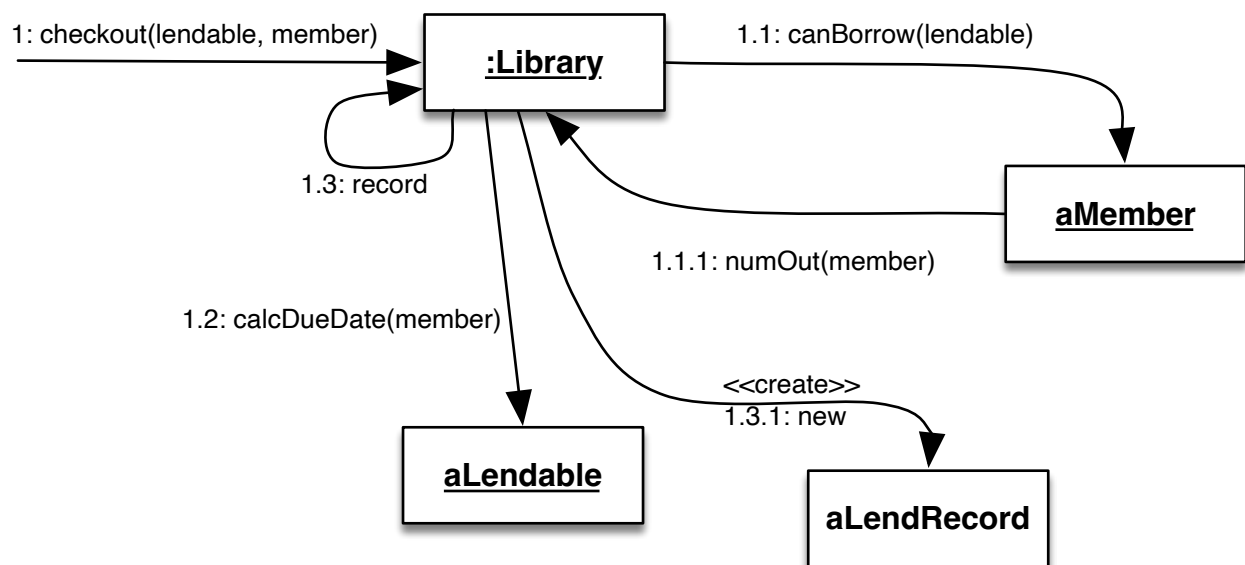 1: checkout(lendable, member)
1.1: canBorrow(lendable)
:Library
1.3: record
aMember
1.1.1: numOut(member)
1.2: calcDueDate(member)
<<create>>
1.3.1: new
aLendable
aLendRecord